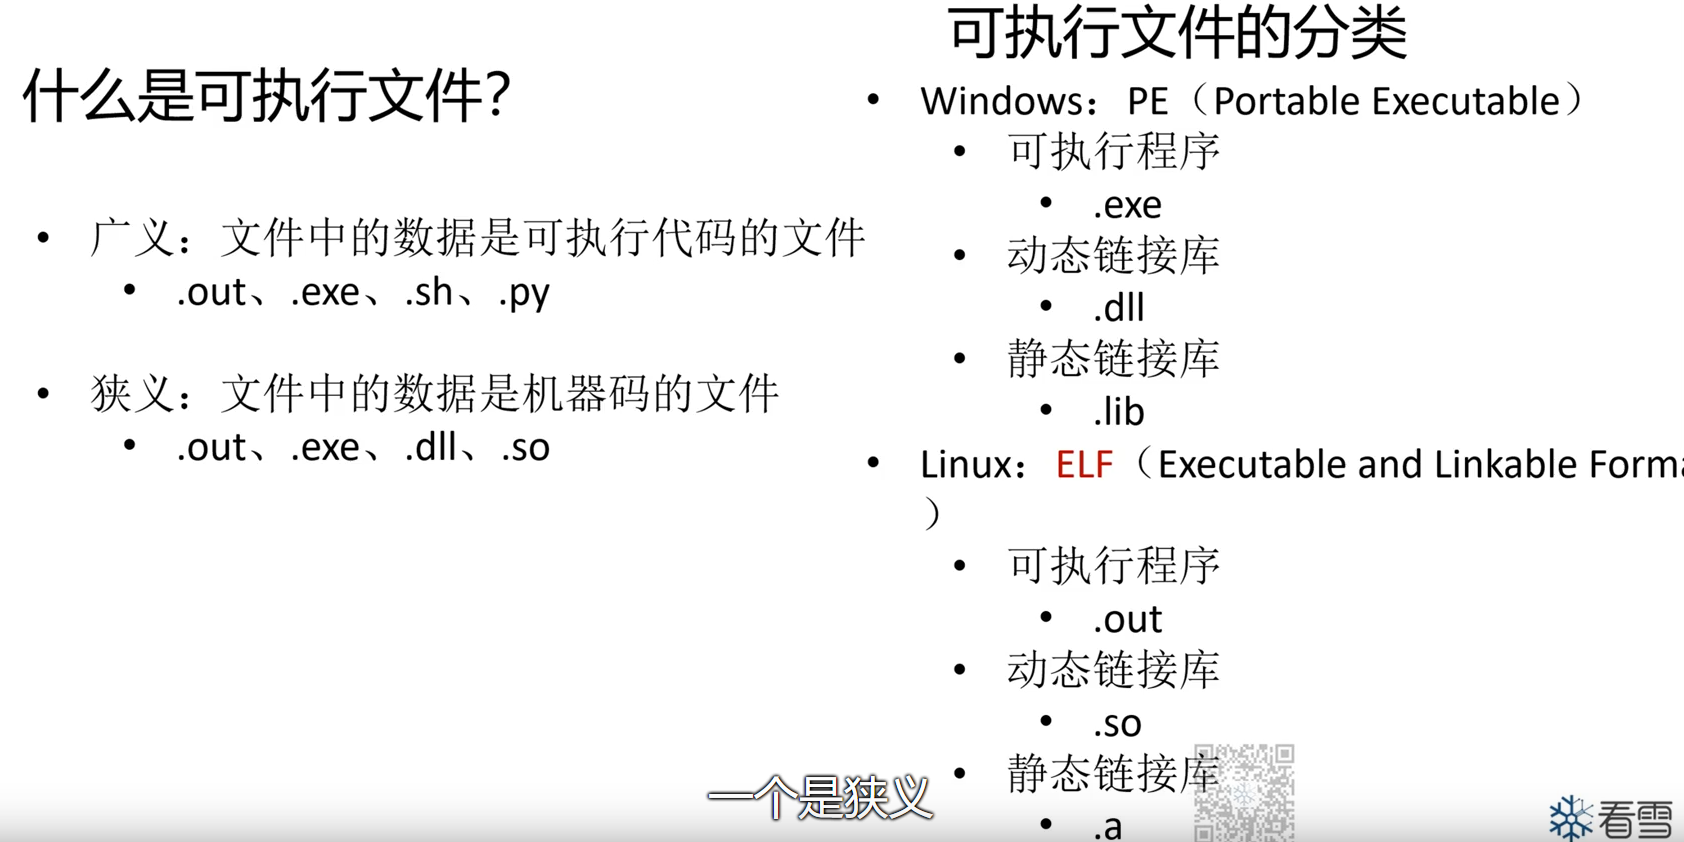 什么是可执行文件？
• 广义：文件中的数据是可执行代码的文件
• .out、.exe、.sh、.py
• 狭义：文件中的数据是机器码的文件
• .out、.exe、.dll、.so
可执行文件的分类
• Windows：PE（Portable Executable）
• 可执行程序
• .exe
• 动态链接库
• .dll
• 静态链接库
• .lib
• Linux：ELF（Executable and Linkable Forma
）
• 可执行程序
• .out
• 动态链接库
• .so
• 静态链接库
• .a
一个是狭义
看雪